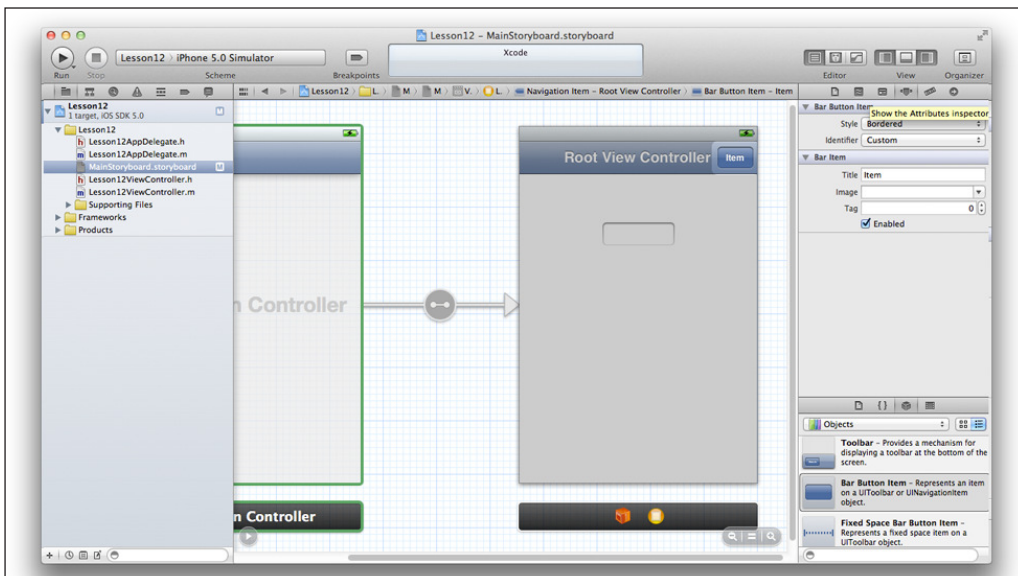 Lesson12 – MainStoryboard.storyboard
Lesson12 › iPhone 5.0 Simulator
Xcode
Run
Stop
Scheme
Breakpoints
Editor
View
Organizer
Lesson12
L.
M
M
V.
L
Navigation Item – Root View Controller
Bar Button Item – Item
Lesson12
1 target, iOS SDK 5.0
Lesson12
h Lesson12AppDelegate.h
m Lesson12AppDelegate.m
MainStoryboard.storyboard M
h Lesson12ViewController.h
m Lesson12ViewController.m
Supporting Files
Frameworks
Products
n Controller
n Controller
Root View Controller
Item
Bar Button Item
Show the Attributes inspector
Style Bordered
Identifier Custom
Bar Item
Title Item
Image
Tag 0
Enabled
{}
Objects
Toolbar – Provides a mechanism for
displaying a toolbar at the bottom of the
screen.
Bar Button Item – Represents an item
on a UIToolbar or UINavigationItem
object.
Fixed Space Bar Button Item –
Represents a fixed space item on a
UIToolbar object.